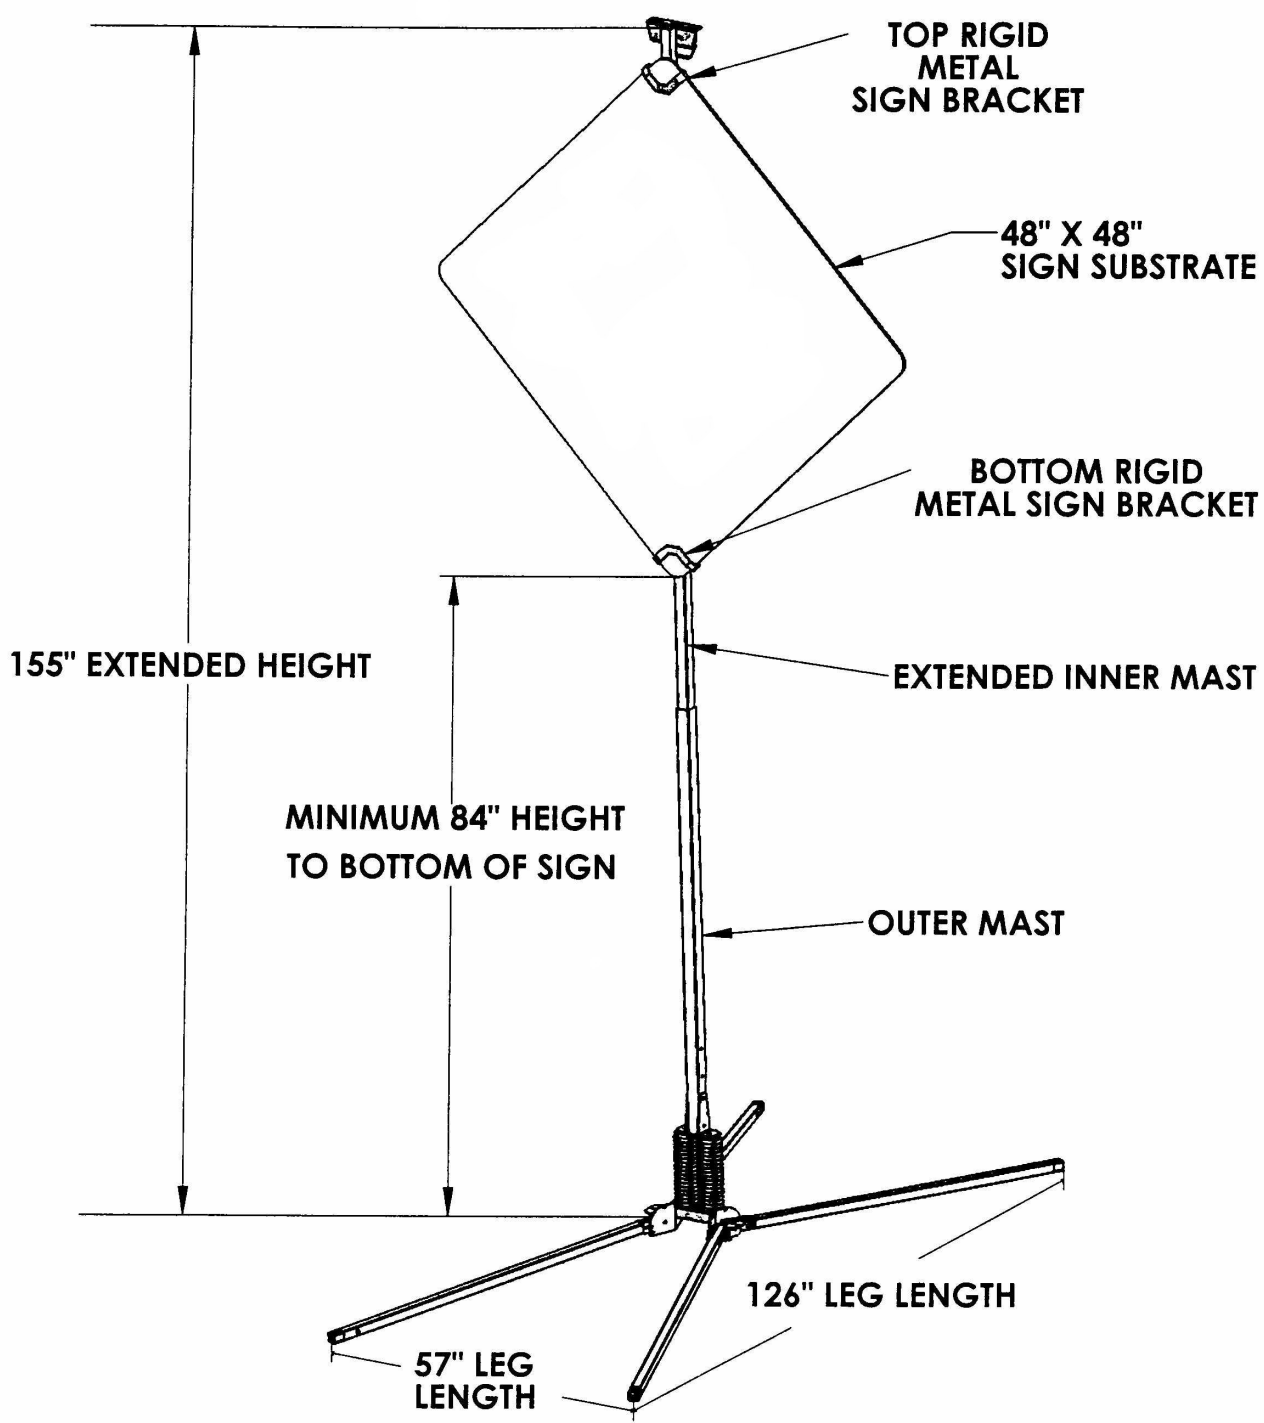 TOP RIGID
METAL
SIGN BRACKET
48" X 48"
SIGN SUBSTRATE
BOTTOM RIGID
METAL SIGN BRACKET
155" EXTENDED HEIGHT
EXTENDED INNER MAST
MINIMUM 84" HEIGHT
TO BOTTOM OF SIGN
OUTER MAST
126" LEG LENGTH
57" LEG
LENGTH